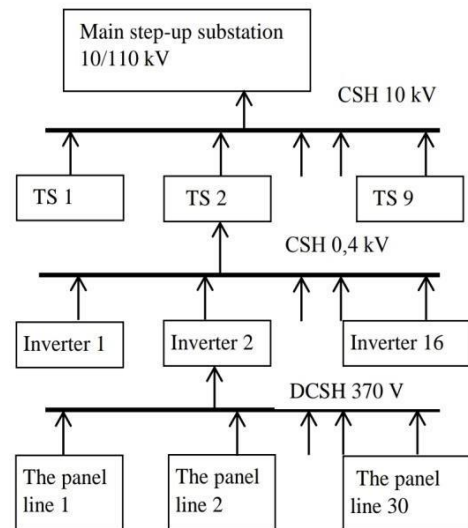 Main step-up substation
10/110 kV
CSH 10 kV
TS 1
TS 2
TS 9
CSH 0,4 kV
Inverter 1
Inverter 2
Inverter 16
DCSH 370 V
The panel
line 1
The panel
line 2
The panel
line 30